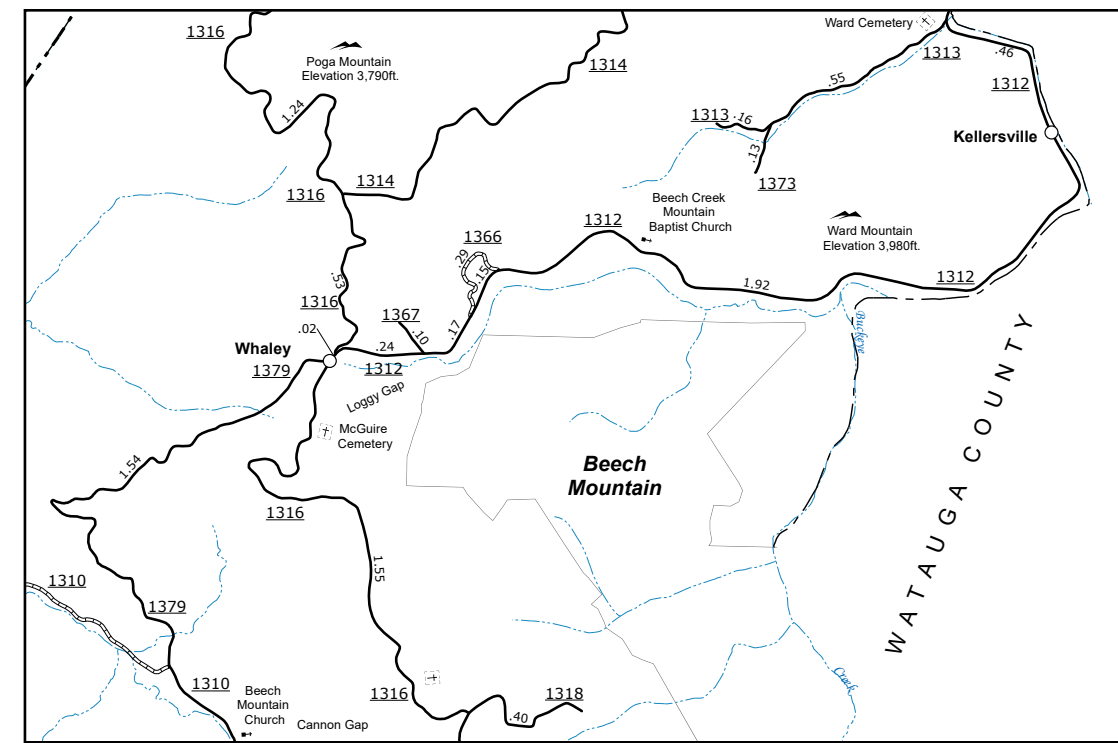 1316
Poga Mountain
Elevation 3,790ft.
1314
Ward Cemetery
1313
.46
1312
.55
1.24
1313
.16
Kellersville
.13
1373
1316
1314
Beech Creek
Mountain
Baptist Church
1312
Ward Mountain
Elevation 3,980ft.
1366
.29
.15
.53
1.92
1312
1316
1367
.02
.10
.17
Buckeye
Whaley
.24
1379
1312
Loggy Gap
McGuire
Cemetery
WATAUGA COUNTY
1.54
Beech
Mountain
1316
1.55
1310
1379
1310
Beech
Mountain
Church
Cannon Gap
1316
.40
1318
Creek